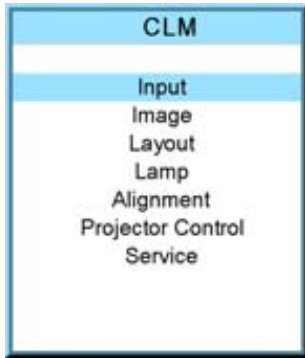 CLM
Input
Image
Layout
Lamp
Alignment
Projector Control
Service